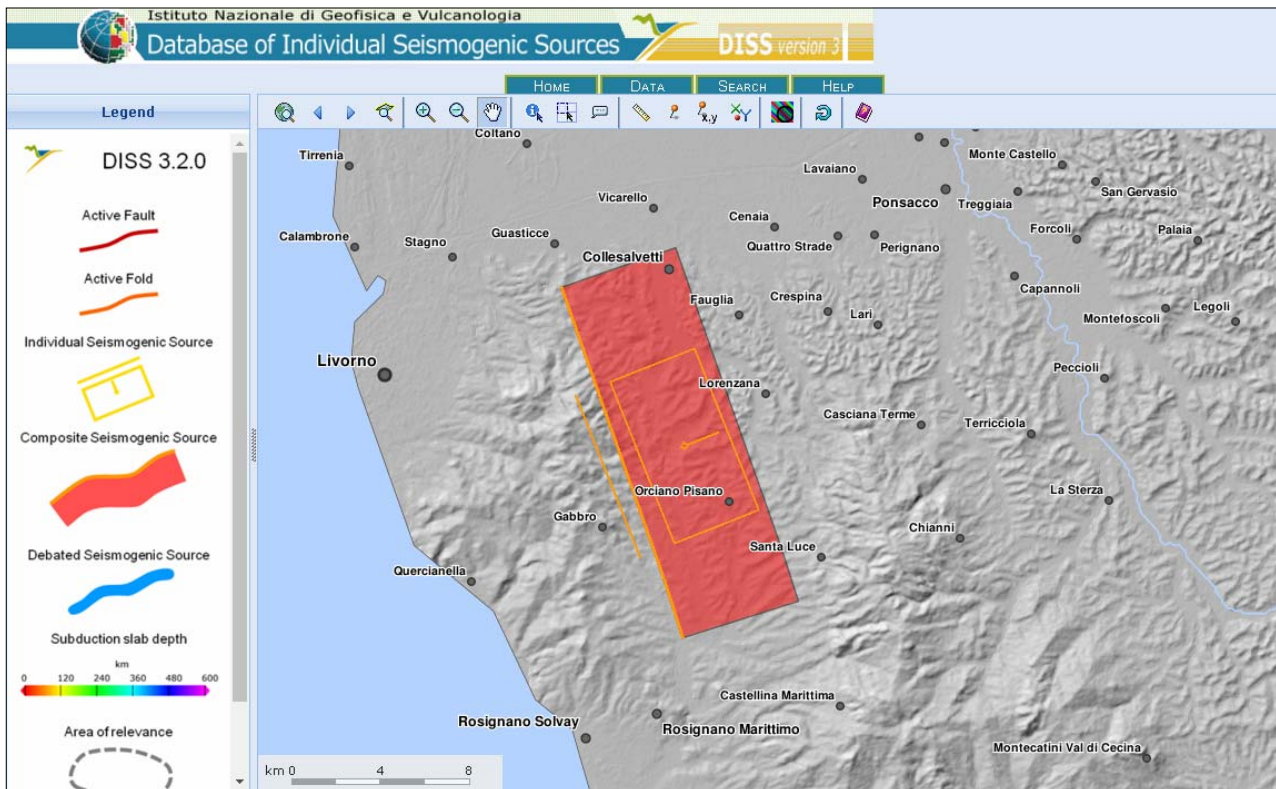 Istituto Nazionale di Geofisica e Vulcanologia
Database of Individual Seismogenic Sources
DISS version 3
HOME
DATA
SEARCH
HELP
Legend
DISS 3.2.0
Active Fault
Active Fold
Individual Seismogenic Source
Composite Seismogenic Source
Debated Seismogenic Source
Subduction slab depth
km
0 120 240 360 480 600
Area of relevance
x,y
Coltano
Tirrenia
Monte Castello
Lavaiano
San Gervasio
Vicarello
Ponsacco
Treggiaia
Cenaia
Forcoli
Palaia
Calambrone
Stagno
Guasticce
Quattro Strade
Perignano
Collesalvetti
Capannoli
Fauglia
Crespina
Lari
Montefoscoli
Legoli
Livorno
Peccioli
Lorenzana
Casciana Terme
Terricciola
Orciano Pisano
La Sterza
Gabbro
Chianni
Santa Luce
Quercianella
Castellina Marittima
Rosignano Solvay
Rosignano Marittimo
Montecatini Val di Cecina
km 0 4 8